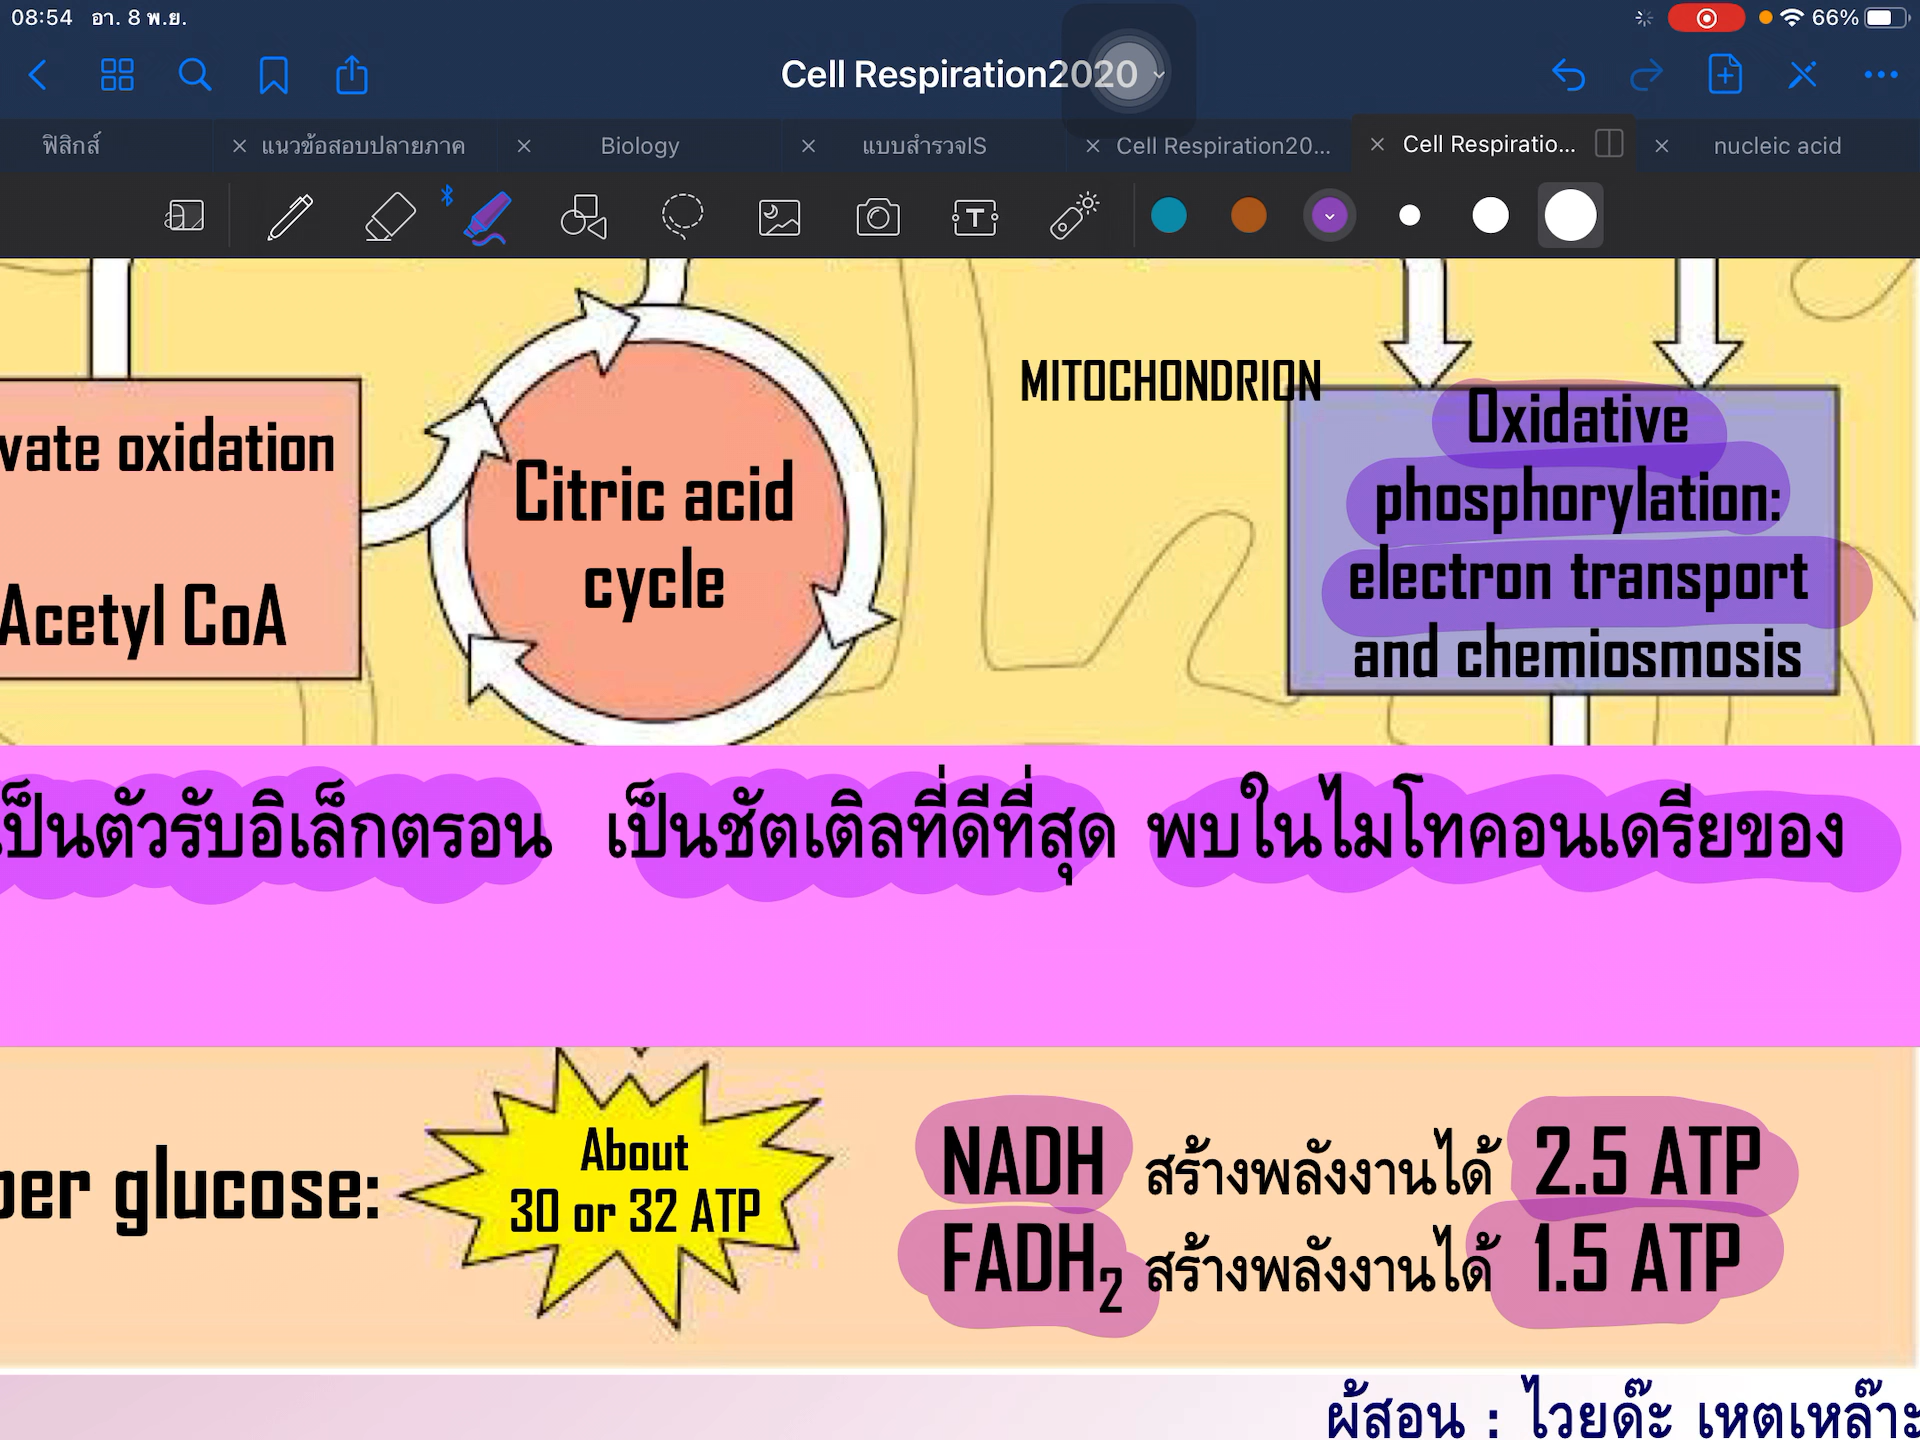 08:54 อา. 8 พ.ย. 66%
Cell Respiration2020
ฟิสิกส์ แนวข้อสอบปลายภาค Biology แบบสำรวจIS Cell Respiration20... Cell Respiratio... nucleic acid
MITOCHONDRION
vate oxidation
Acetyl CoA
Citric acid
cycle
Oxidative
phosphorylation:
electron transport
and chemiosmosis
เป็นตัวรับอิเล็กตรอน เป็นชัตเติลที่ดีที่สุด พบในไมโทคอนเดรียของ
per glucose:
About
30 or 32 ATP
NADH สร้างพลังงานได้ 2.5 ATP
FADH₂ สร้างพลังงานได้ 1.5 ATP
ผู้สอน : ไวยด๊ะ เหตเหล๊าะ